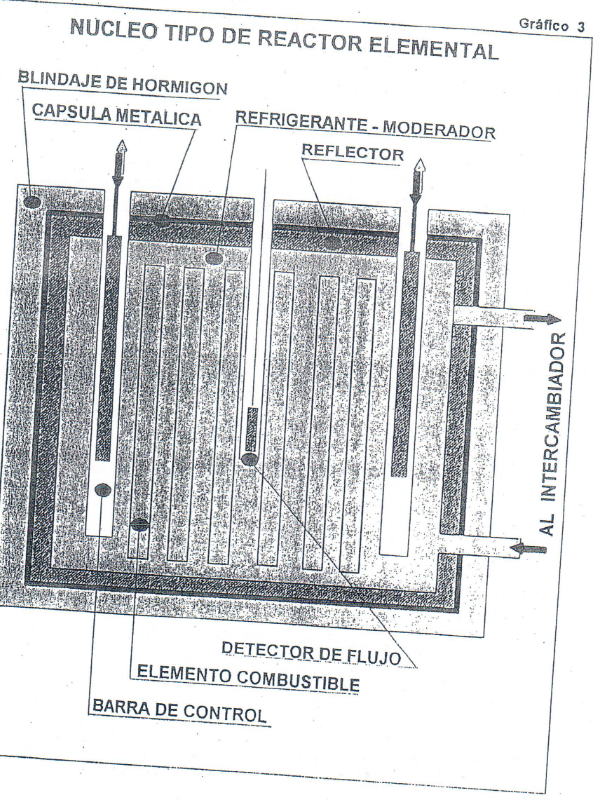 Gráfico 3
NUCLEO TIPO DE REACTOR ELEMENTAL
BLINDAJE DE HORMIGON
CAPSULA METALICA
REFRIGERANTE - MODERADOR
REFLECTOR
AL INTERCAMBIADOR
DETECTOR DE FLUJO
ELEMENTO COMBUSTIBLE
BARRA DE CONTROL